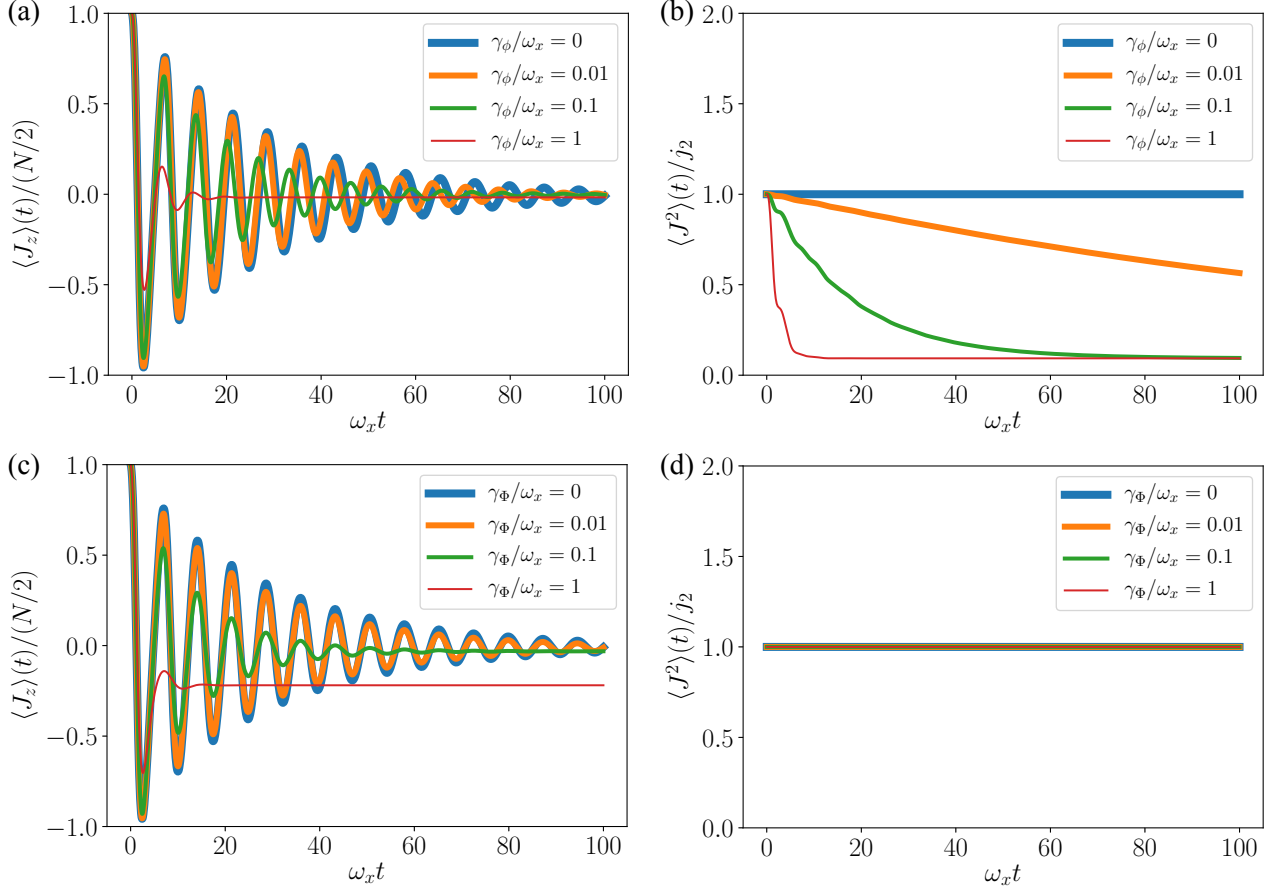 (a)
1.0
0.5
0.0
−0.5
−1.0
⟨J_z⟩(t)/(N/2)
0 20 40 60 80 100
ω_x t
γ_ϕ/ω_x = 0
γ_ϕ/ω_x = 0.01
γ_ϕ/ω_x = 0.1
γ_ϕ/ω_x = 1
(b)
2.0
1.5
1.0
0.5
0.0
⟨J²⟩(t)/j₂
0 20 40 60 80 100
ω_x t
γ_ϕ/ω_x = 0
γ_ϕ/ω_x = 0.01
γ_ϕ/ω_x = 0.1
γ_ϕ/ω_x = 1
(c)
1.0
0.5
0.0
−0.5
−1.0
⟨J_z⟩(t)/(N/2)
0 20 40 60 80 100
ω_x t
γ_Φ/ω_x = 0
γ_Φ/ω_x = 0.01
γ_Φ/ω_x = 0.1
γ_Φ/ω_x = 1
(d)
2.0
1.5
1.0
0.5
0.0
⟨J²⟩(t)/j₂
0 20 40 60 80 100
ω_x t
γ_Φ/ω_x = 0
γ_Φ/ω_x = 0.01
γ_Φ/ω_x = 0.1
γ_Φ/ω_x = 1